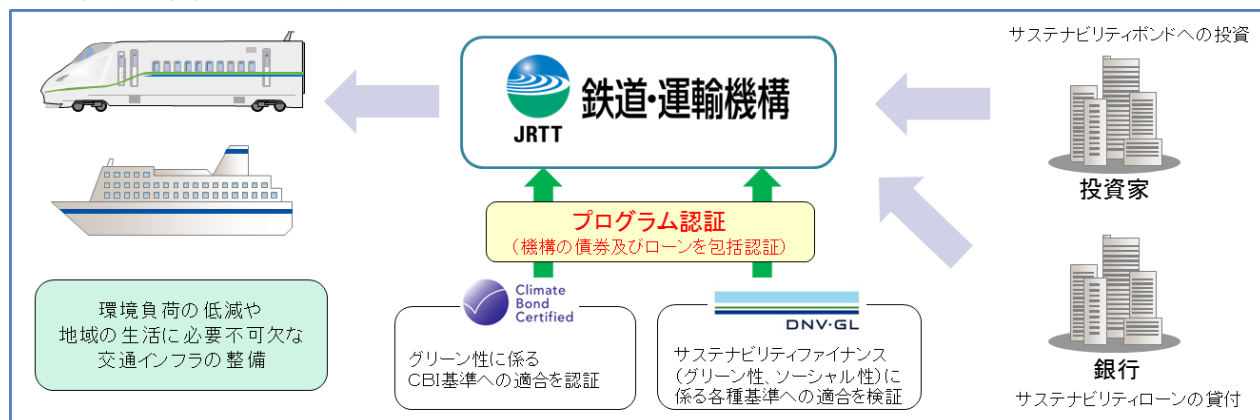 サステナビリティボンドへの投資
JRTT
鉄道・運輸機構
投資家
プログラム認証
(機構の債券及びローンを包括認証)
環境負荷の低減や
地域の生活に必要不可欠な
交通インフラの整備
Climate
Bond
Certified
グリーン性に係る
CBI基準への適合を認証
DNV·GL
サステナビリティファイナンス
(グリーン性、ソーシャル性)に
係る各種基準への適合を検証
銀行
サステナビリティローンの貸付